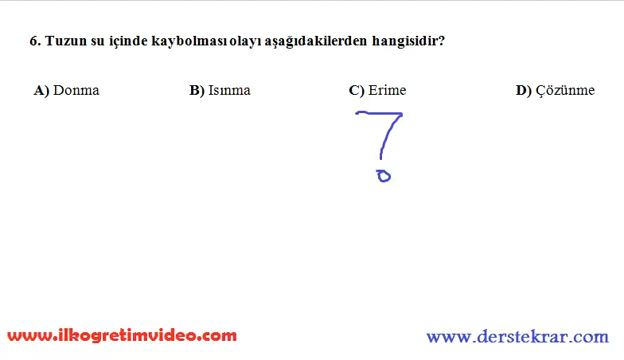 6. Tuzun su içinde kaybolması olayı aşağıdakilerden hangisidir?
A) Donma B) Isınma C) Erime D) Çözünme
?
www.ilkogretimvideo.com www.derstekrar.com